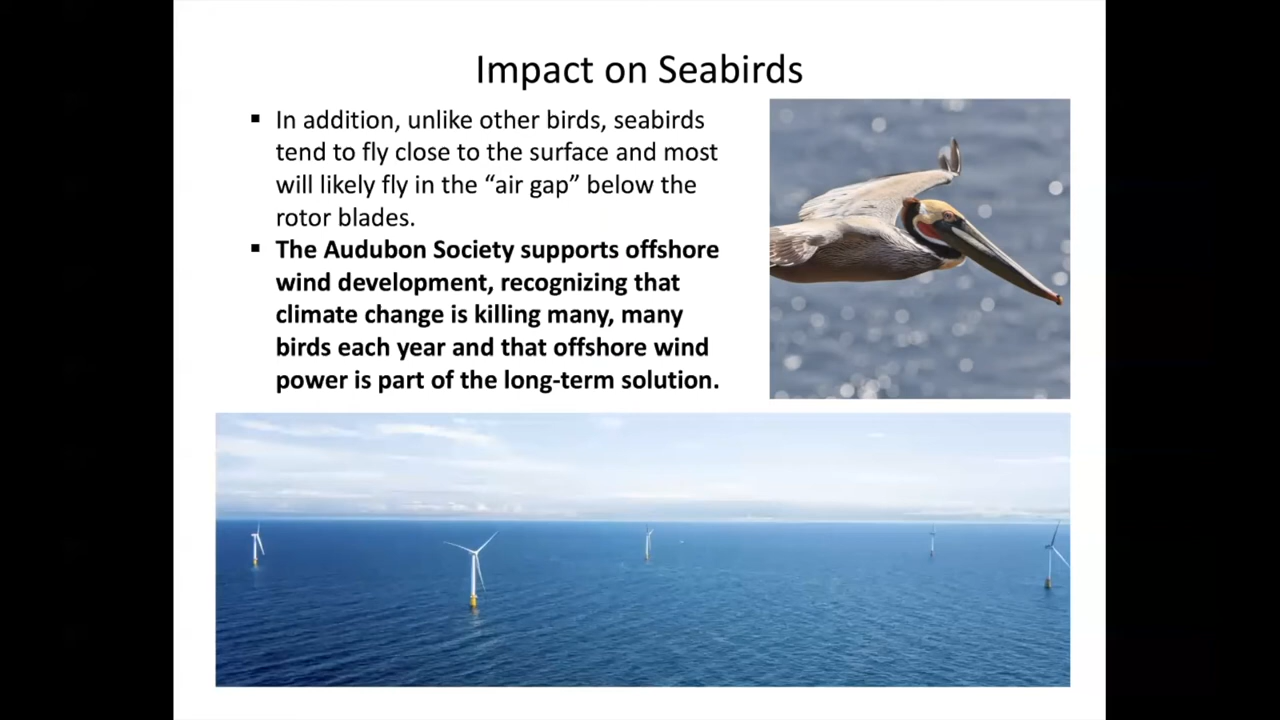 Impact on Seabirds
▪ In addition, unlike other birds, seabirds
tend to fly close to the surface and most
will likely fly in the “air gap” below the
rotor blades.
▪ The Audubon Society supports offshore
wind development, recognizing that
climate change is killing many, many
birds each year and that offshore wind
power is part of the long-term solution.